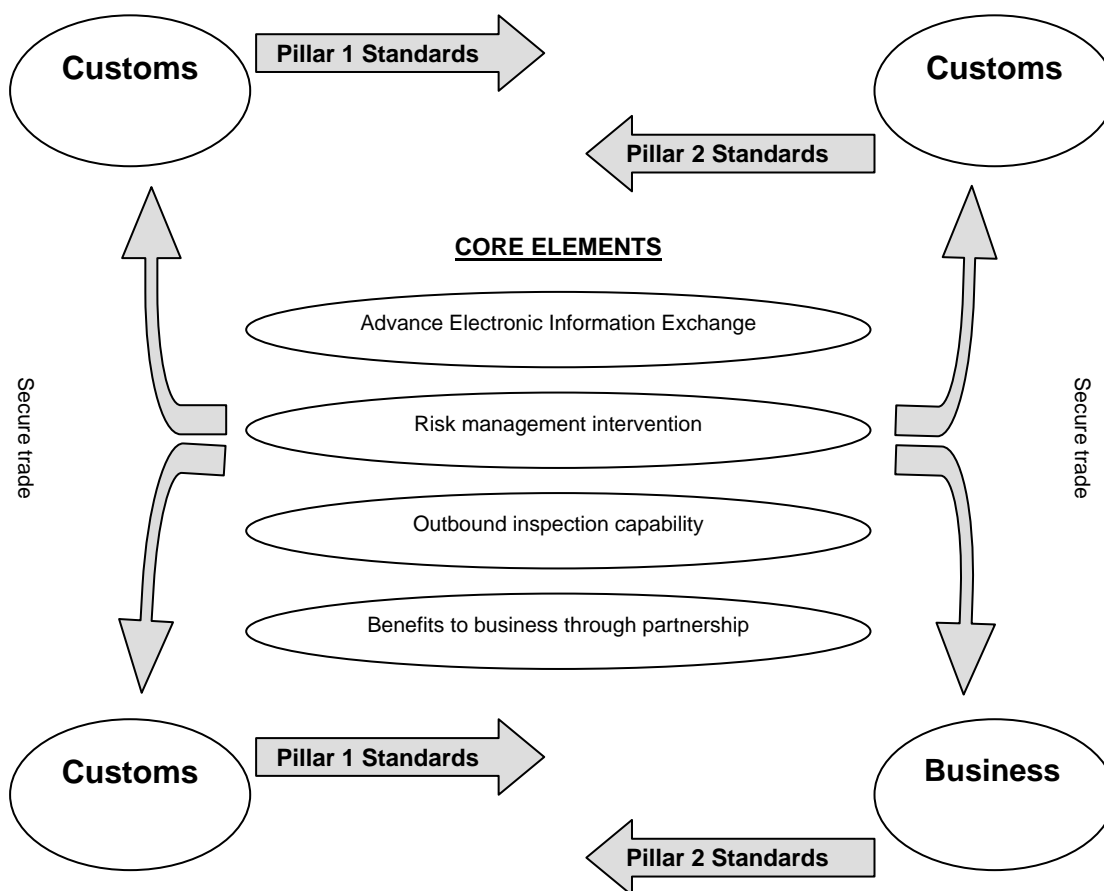 Customs
Pillar 1 Standards
Customs
Pillar 2 Standards
CORE ELEMENTS
Advance Electronic Information Exchange
Secure trade
Risk management intervention
Secure trade
Outbound inspection capability
Benefits to business through partnership
Customs
Pillar 1 Standards
Business
Pillar 2 Standards